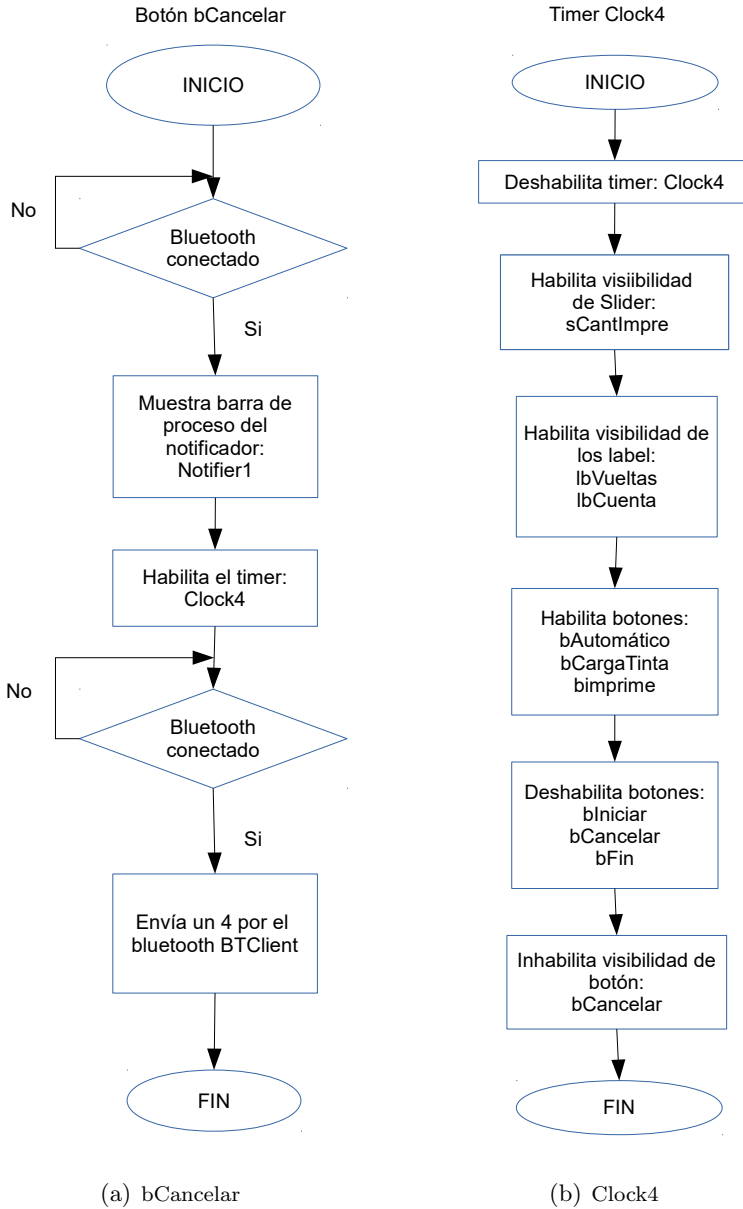 Botón bCancelar
INICIO
No
Bluetooth
conectado
Si
Muestra barra de
proceso del
notificador:
Notifier1
Habilita el timer:
Clock4
No
Bluetooth
conectado
Si
Envía un 4 por el
bluetooth BTClient
FIN
(a) bCancelar
Timer Clock4
INICIO
Deshabilita timer: Clock4
Habilita visiibilidad
de Slider:
sCantImpre
Habilita visibilidad de
los label:
lbVueltas
lbCuenta
Habilita botones:
bAutomático
bCargaTinta
bimprime
Deshabilita botones:
bIniciar
bCancelar
bFin
Inhabilita visibilidad de
botón:
bCancelar
FIN
(b) Clock4